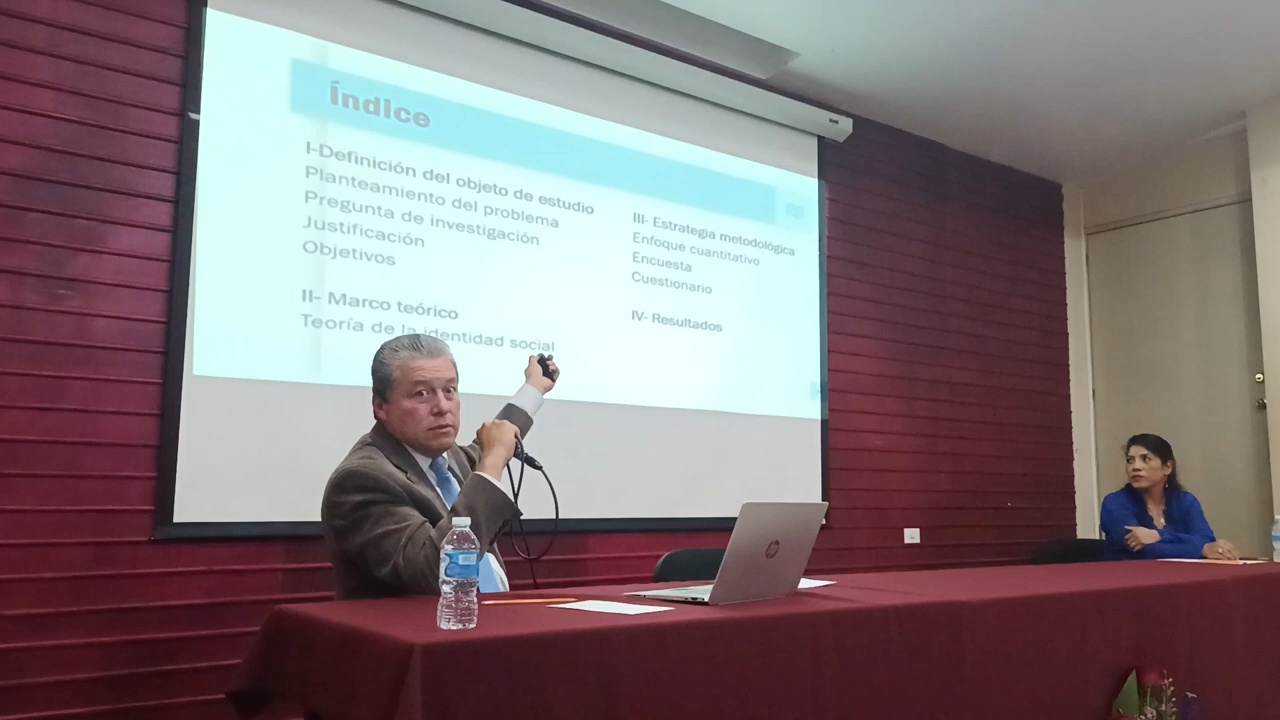 Índice
I-Definición del objeto de estudio
Planteamiento del problema
Pregunta de investigación
Justificación
Objetivos
II- Marco teórico
Teoría de la identidad social
III- Estrategia metodológica
Enfoque cuantitativo
Encuesta
Cuestionario
IV- Resultados
hp